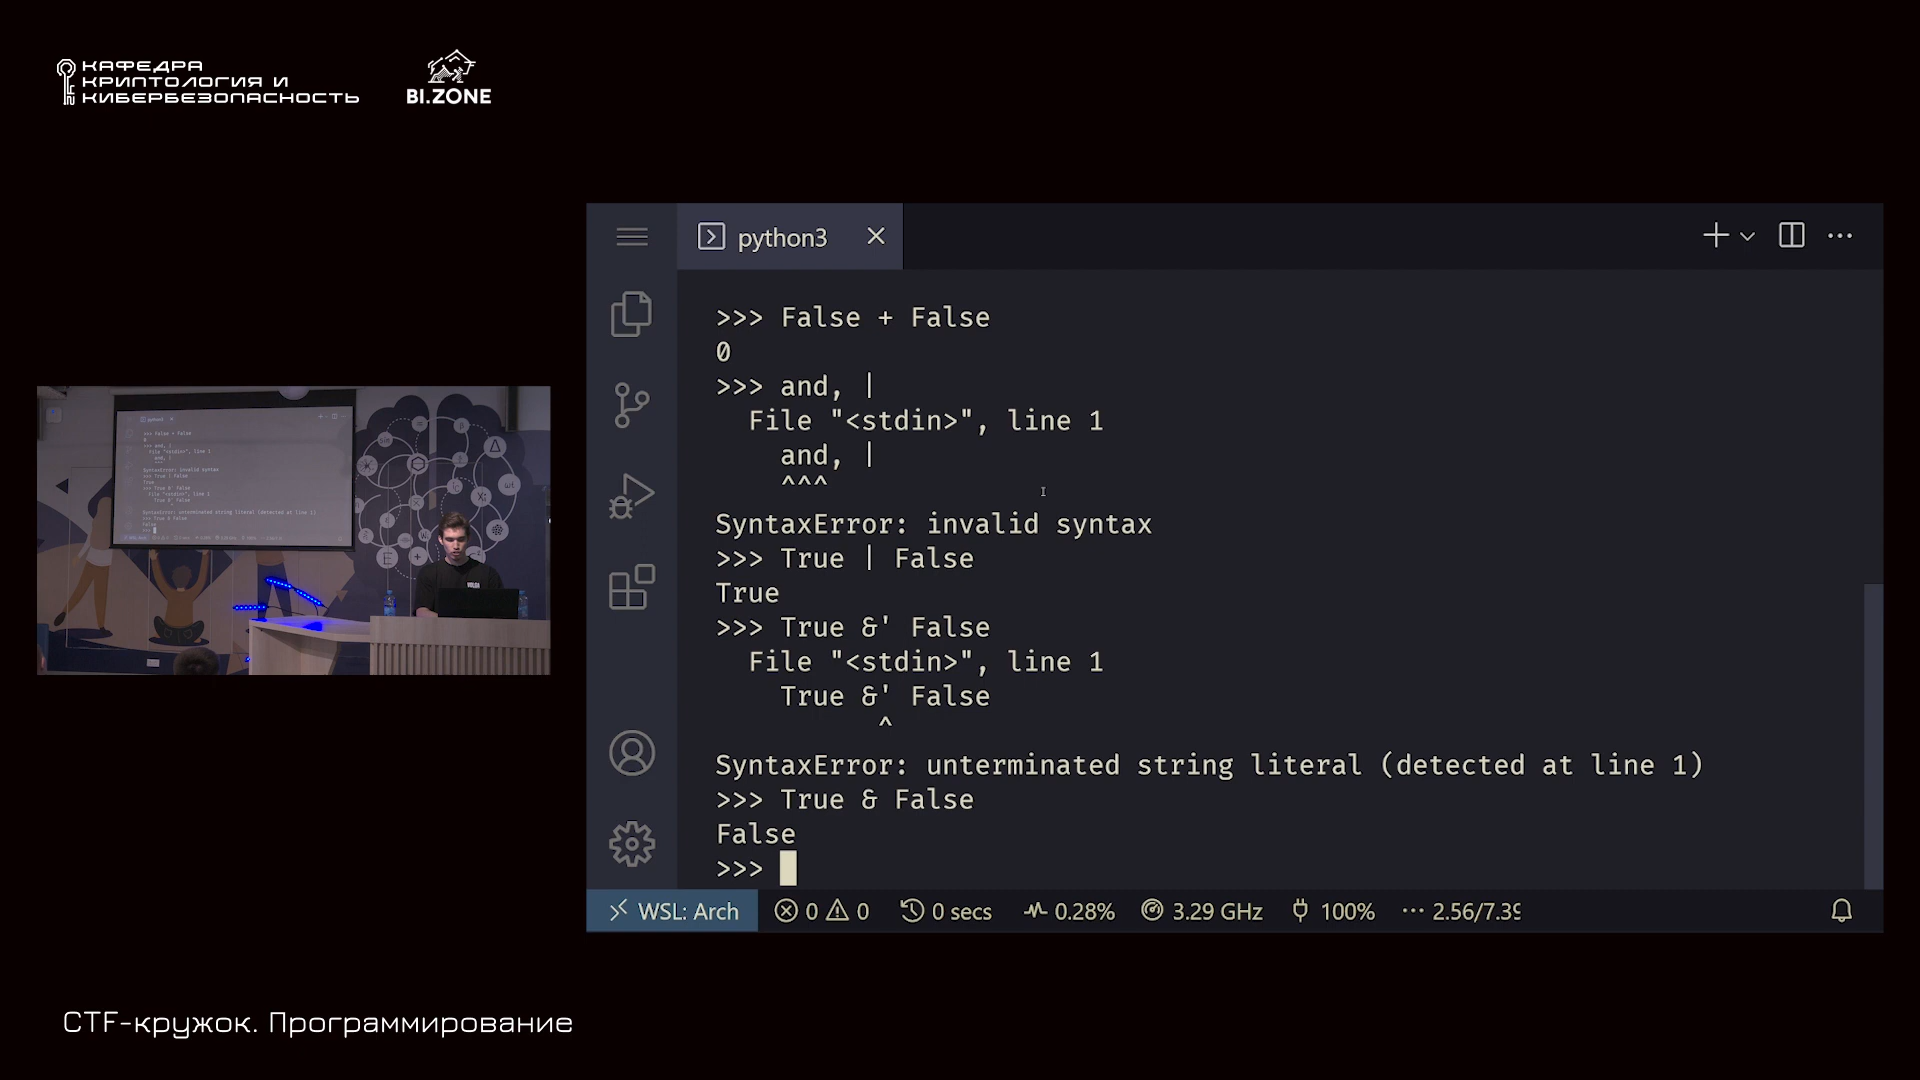 КАФЕДРА
КРИПТОЛОГИЯ И
КИБЕРБЕЗОПАСНОСТЬ
BI.ZONE
python3
>>> False + False
0
>>> and, |
File "<stdin>", line 1
and, |
^^^
SyntaxError: invalid syntax
>>> True | False
True
>>> True &' False
File "<stdin>", line 1
True &' False
^
SyntaxError: unterminated string literal (detected at line 1)
>>> True & False
False
>>>
WSL: Arch 0 0 0 secs 0.28% 3.29 GHz 100% 2.56/7.39
CTF-кружок. Программирование